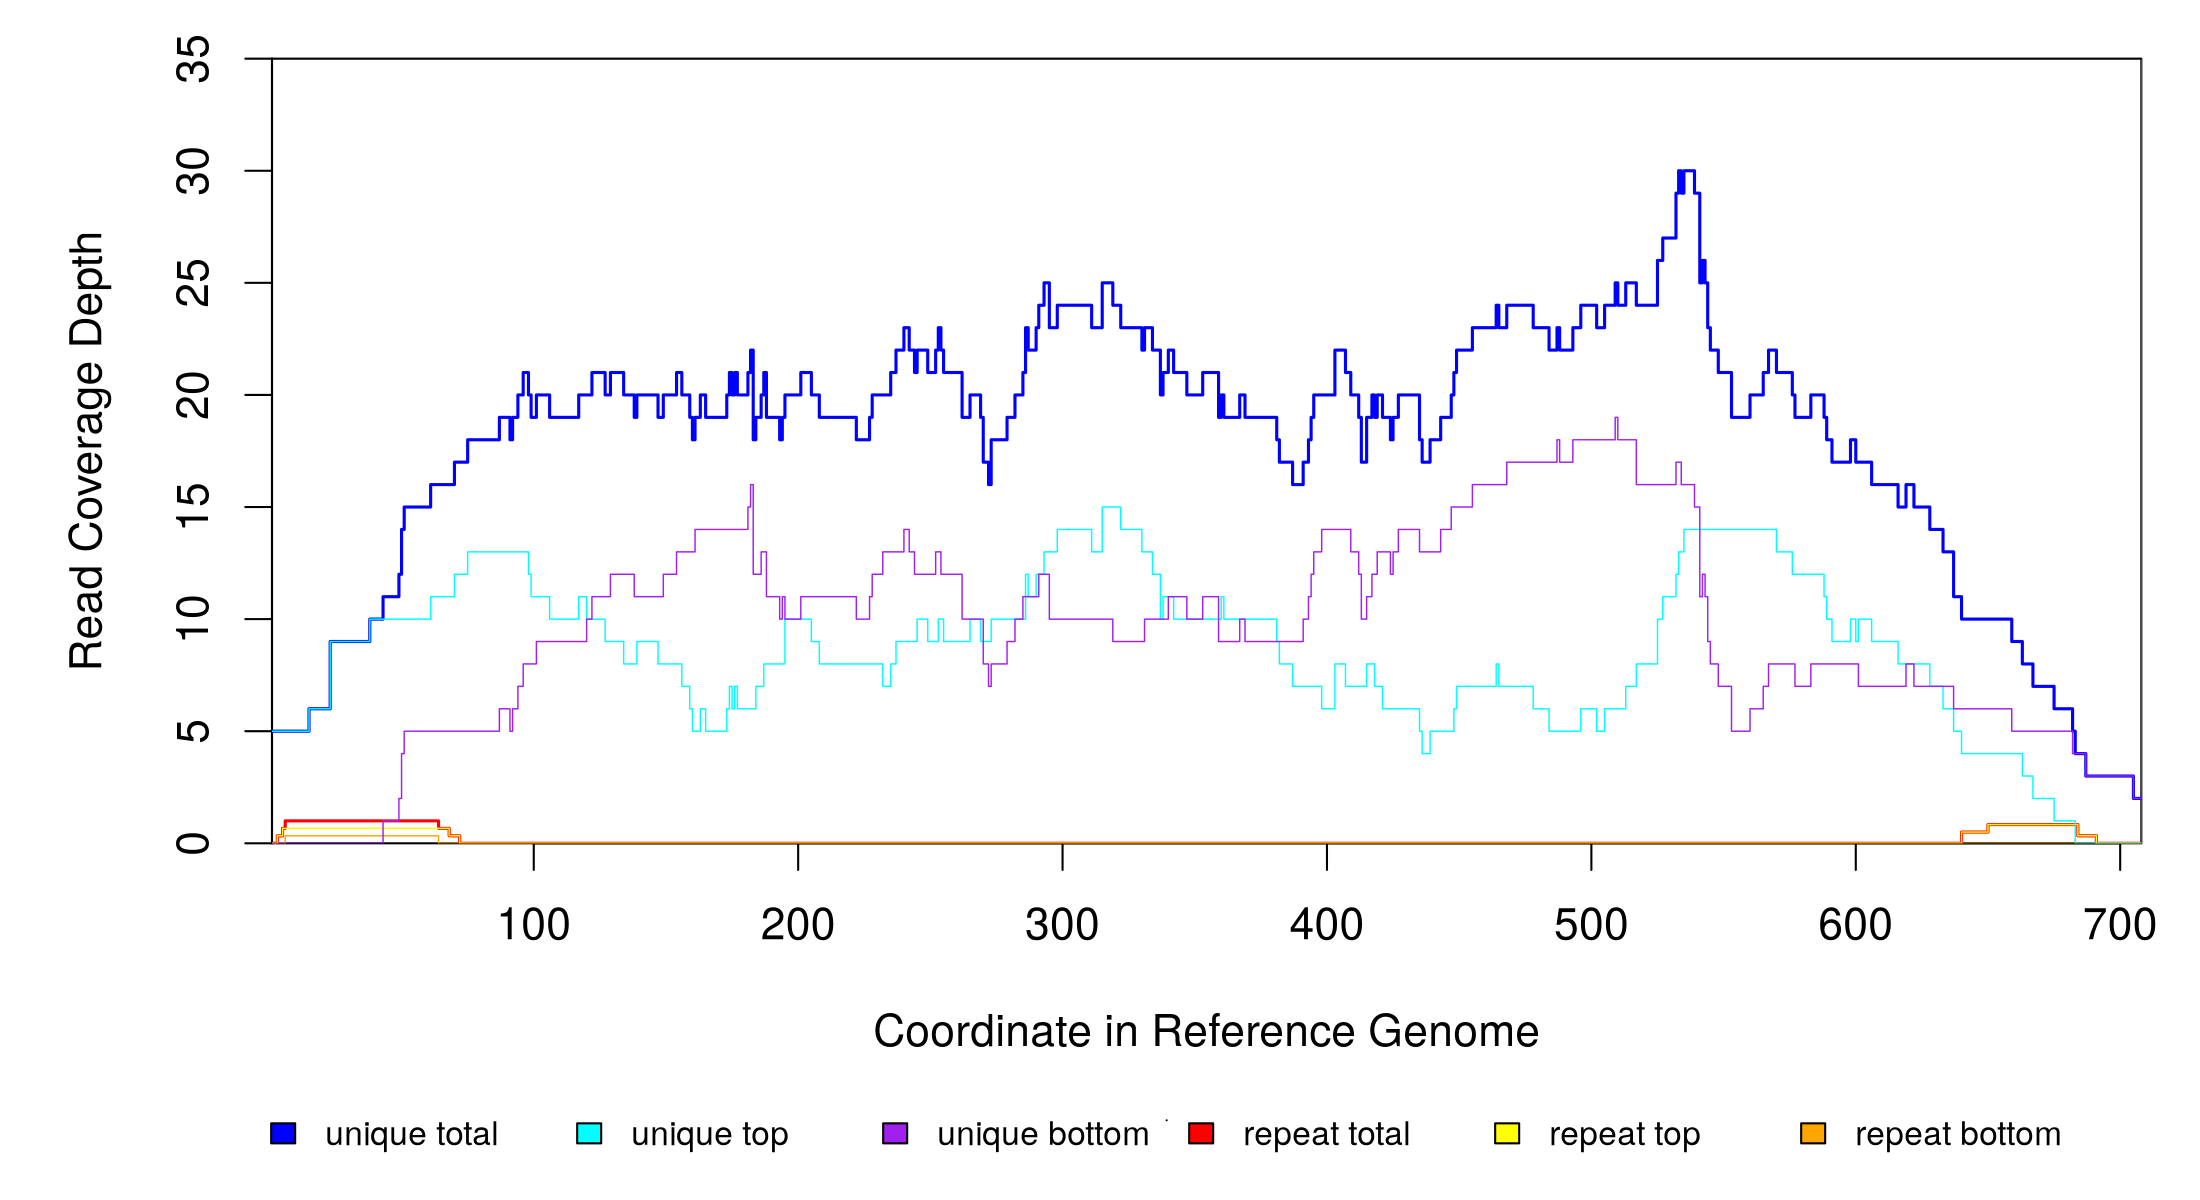 Read Coverage Depth
35
30
25
20
15
10
5
0
100 200 300 400 500 600 700
Coordinate in Reference Genome
unique total unique top unique bottom repeat total repeat top repeat bottom